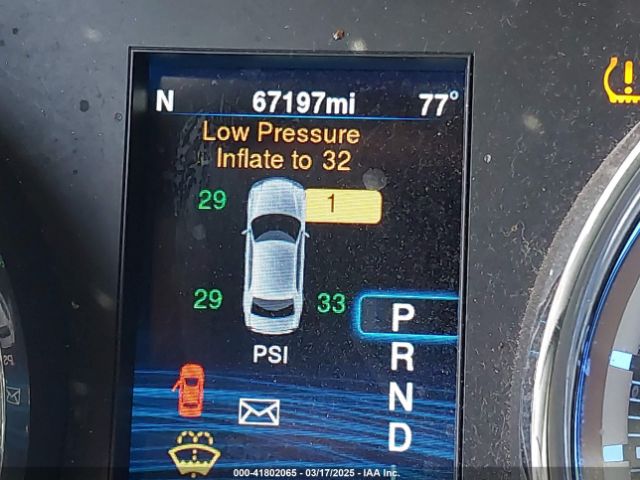 N 67197mi 77°
Low Pressure
Inflate to 32
29 1
29 33
PSI
P
R
N
D
000-41802065 - 03/17/2025 - IAA Inc.